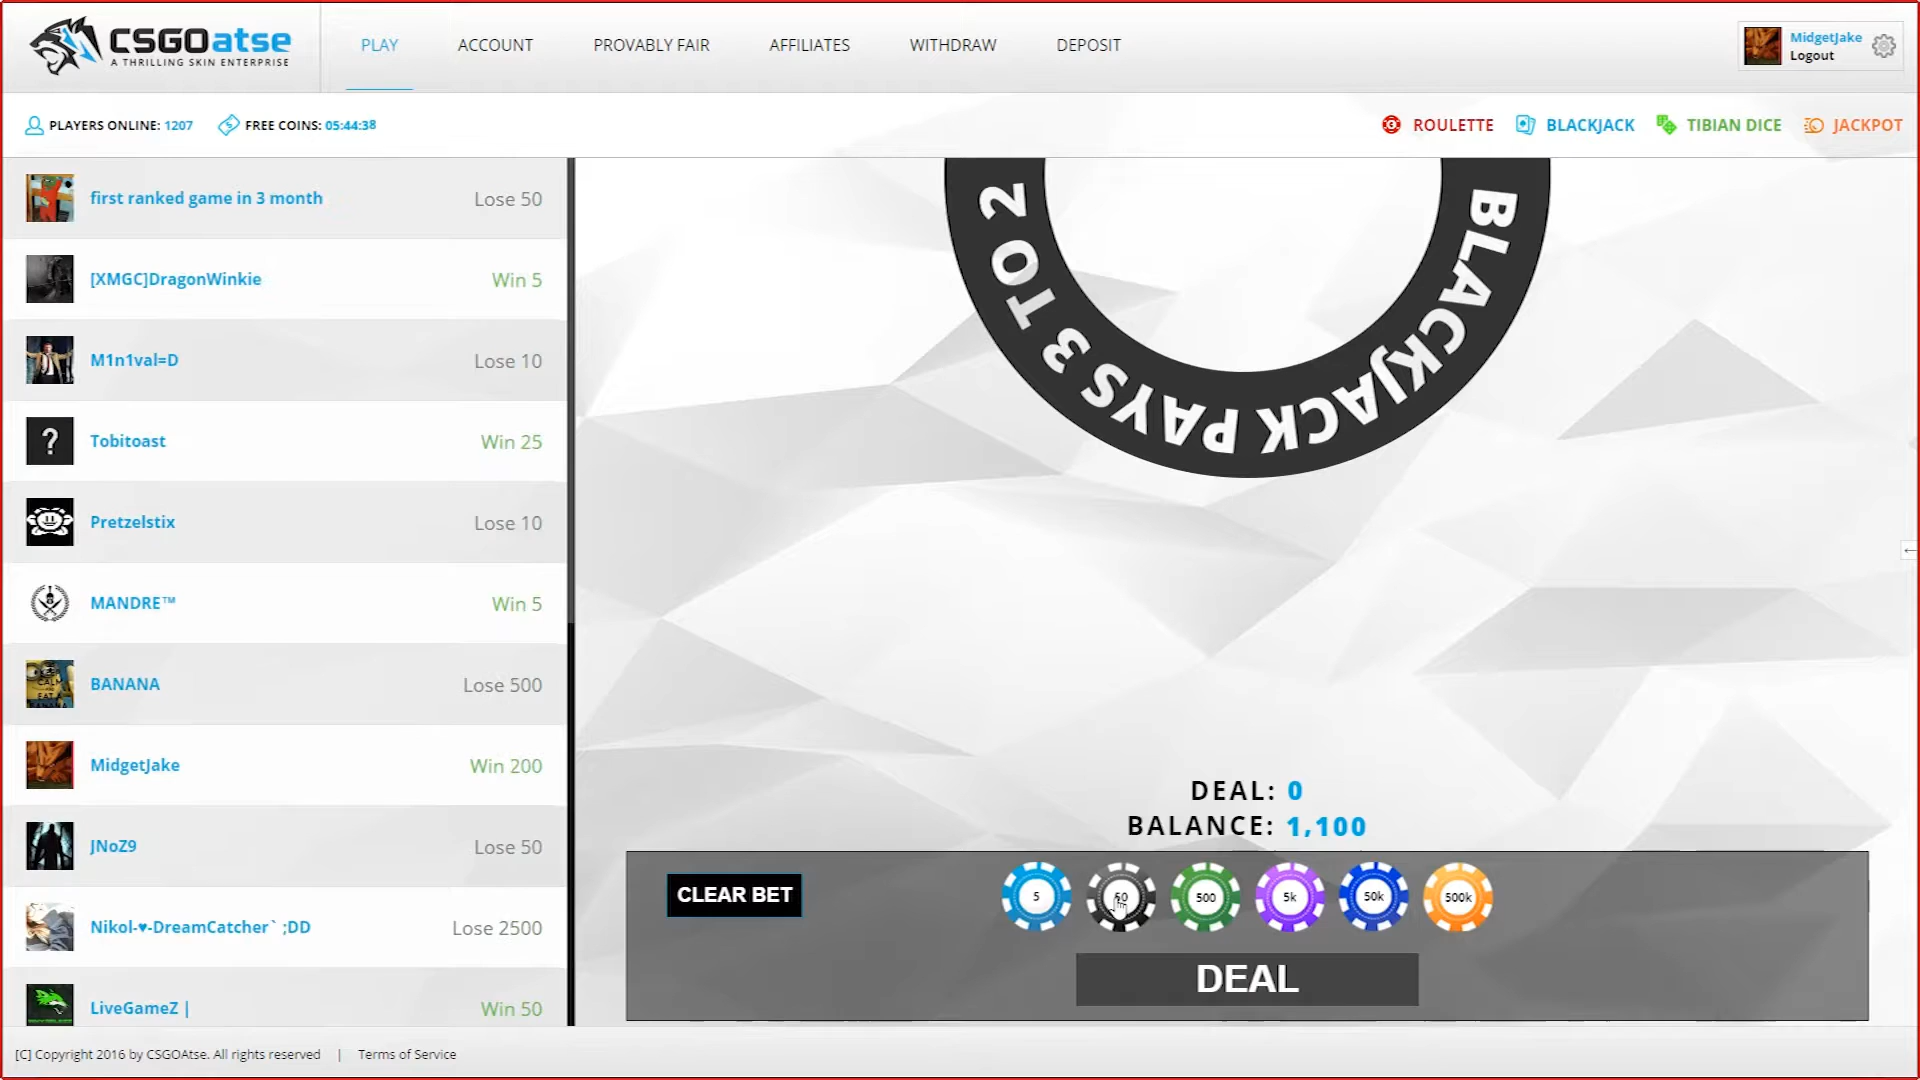 CSGOatse
A THRILLING SKIN ENTERPRISE
PLAY
ACCOUNT
PROVABLY FAIR
AFFILIATES
WITHDRAW
DEPOSIT
MidgetJake
Logout
PLAYERS ONLINE: 1207
FREE COINS: 05:44:38
ROULETTE
BLACKJACK
TIBIAN DICE
JACKPOT
first ranked game in 3 month Lose 50
[XMGC]DragonWinkie Win 5
M1n1val=D Lose 10
Tobitoast Win 25
Pretzelstix Lose 10
MANDRE™ Win 5
BANANA Lose 500
MidgetJake Win 200
JNoZ9 Lose 50
Nikol-♥-DreamCatcher` ;DD Lose 2500
LiveGameZ | Win 50
BLACKJACK PAYS 3 TO 2
DEAL: 0
BALANCE: 1,100
CLEAR BET
5
50
500
5k
50k
500k
DEAL
[C] Copyright 2016 by CSGOAtse. All rights reserved | Terms of Service